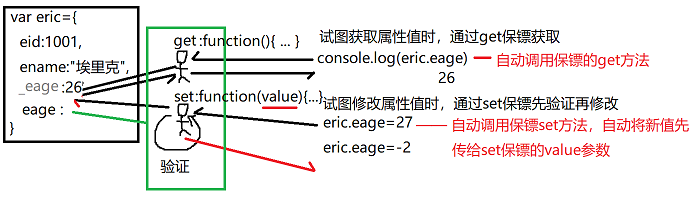 var eric={
eid:1001,
ename:"埃里克",
_eage :26
eage :
}
get:function(){ ... }
set:function(value){...}
验证
试图获取属性值时，通过get保镖获取
console.log(eric.eage)
26
自动调用保镖的get方法
试图修改属性值时，通过set保镖先验证再修改
eric.eage=27
eric.eage=-2
自动调用保镖set方法，自动将新值先
传给set保镖的value参数